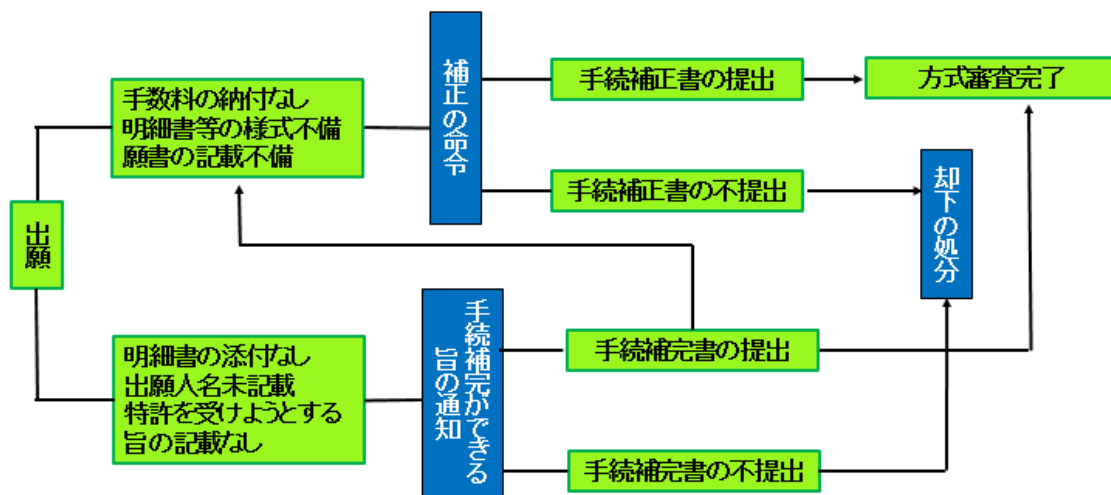 出願
手数料の納付なし
明細書等の様式不備
願書の記載不備
補正の命令
手続補正書の提出
方式審査完了
手続補正書の不提出
却下の処分
明細書の添付なし
出願人名未記載
特許を受けようとする
旨の記載なし
手続補完ができる
旨の通知
手続補完書の提出
手続補完書の不提出